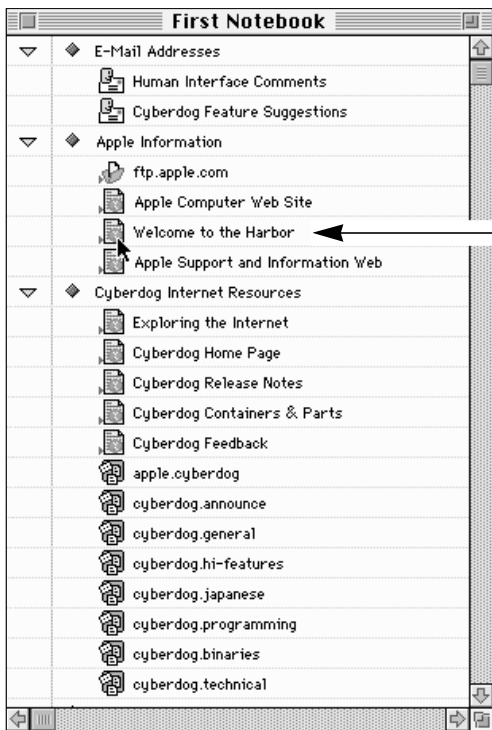 First Notebook
E-Mail Addresses
Human Interface Comments
Cyberdog Feature Suggestions
Apple Information
ftp.apple.com
Apple Computer Web Site
Welcome to the Harbor
Apple Support and Information Web
Cyberdog Internet Resources
Exploring the Internet
Cyberdog Home Page
Cyberdog Release Notes
Cyberdog Containers & Parts
Cyberdog Feedback
apple.cyberdog
cyberdog.announce
cyberdog.general
cyberdog.hi-features
cyberdog.japanese
cyberdog.programming
cyberdog.binaries
cyberdog.technical